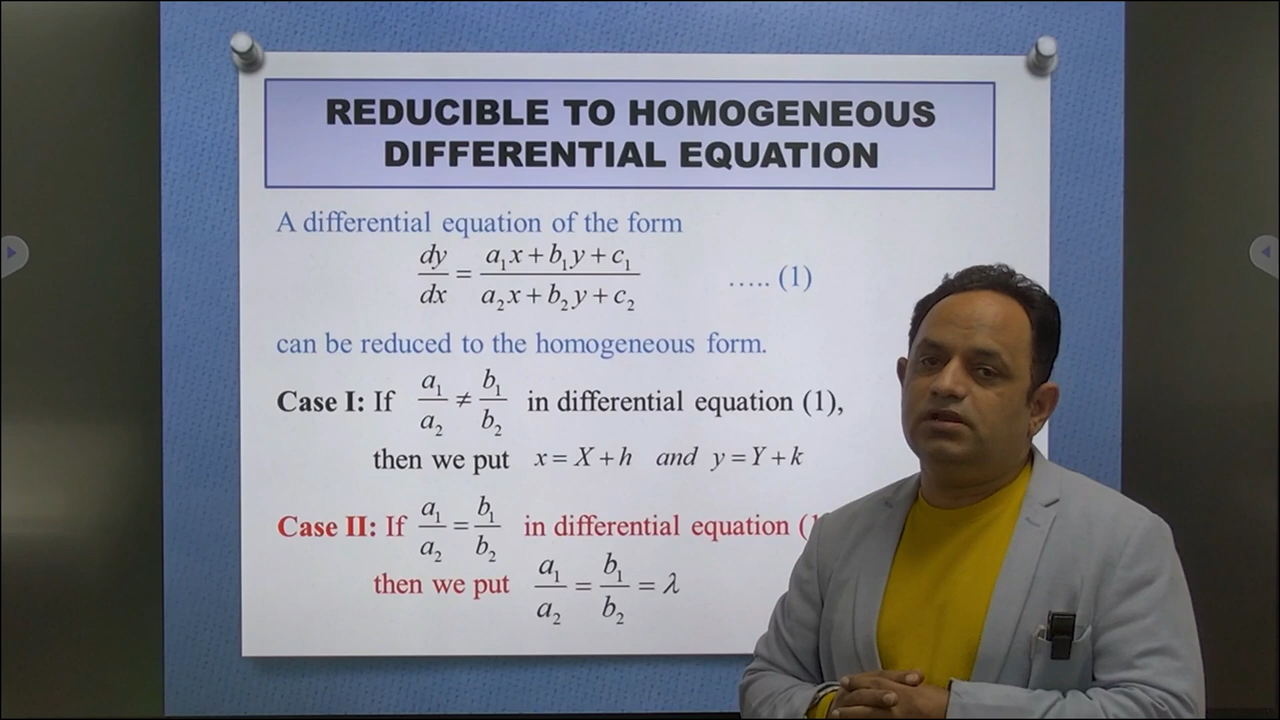 REDUCIBLE TO HOMOGENEOUS
DIFFERENTIAL EQUATION
A differential equation of the form
dy/dx = (a₁x + b₁y + c₁)/(a₂x + b₂y + c₂) ..... (1)
can be reduced to the homogeneous form.
Case I: If a₁/a₂ ≠ b₁/b₂ in differential equation (1),
then we put x = X + h and y = Y + k
Case II: If a₁/a₂ = b₁/b₂ in differential equation (
then we put a₁/a₂ = b₁/b₂ = λ